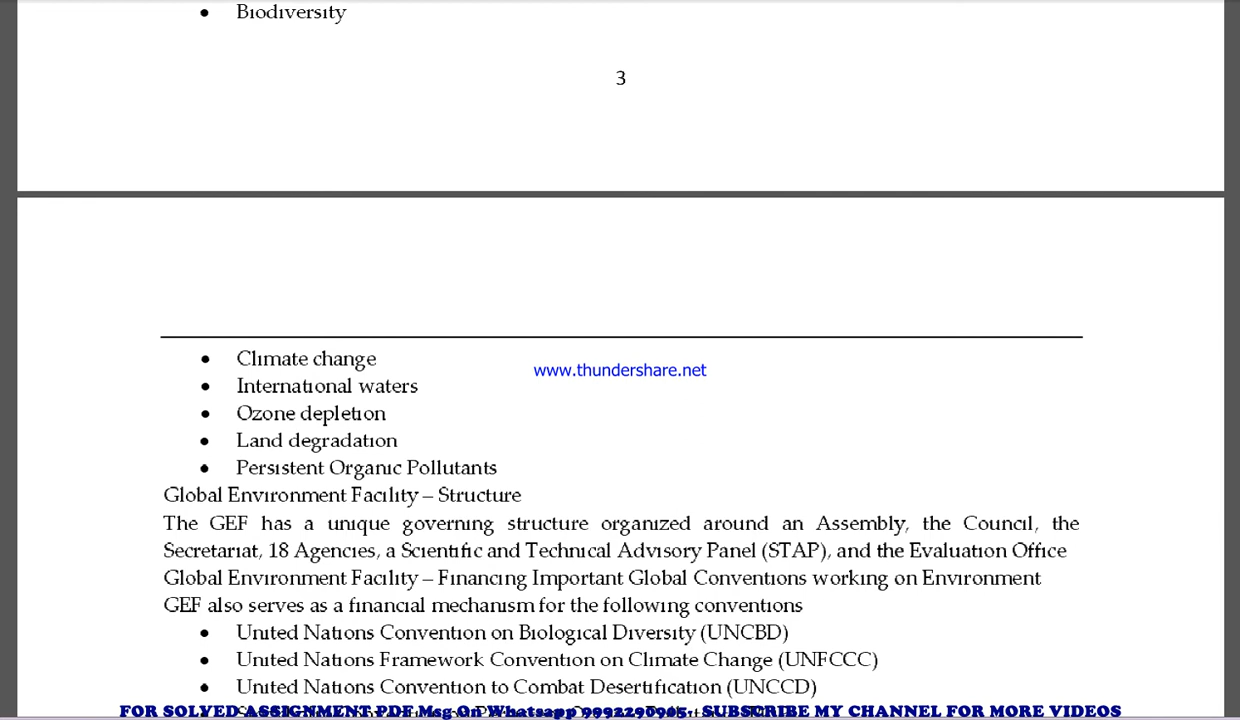 • Biodiversity
3
• Climate change
www.thundershare.net
• International waters
• Ozone depletion
• Land degradation
• Persistent Organic Pollutants
Global Environment Facility – Structure
The GEF has a unique governing structure organized around an Assembly, the Council, the
Secretariat, 18 Agencies, a Scientific and Technical Advisory Panel (STAP), and the Evaluation Office
Global Environment Facility – Financing Important Global Conventions working on Environment
GEF also serves as a financial mechanism for the following conventions
• United Nations Convention on Biological Diversity (UNCBD)
• United Nations Framework Convention on Climate Change (UNFCCC)
• United Nations Convention to Combat Desertification (UNCCD)
FOR SOLVED ASSIGNMENT PDF Msg On Whatsapp 9992290905, SUBSCRIBE MY CHANNEL FOR MORE VIDEOS